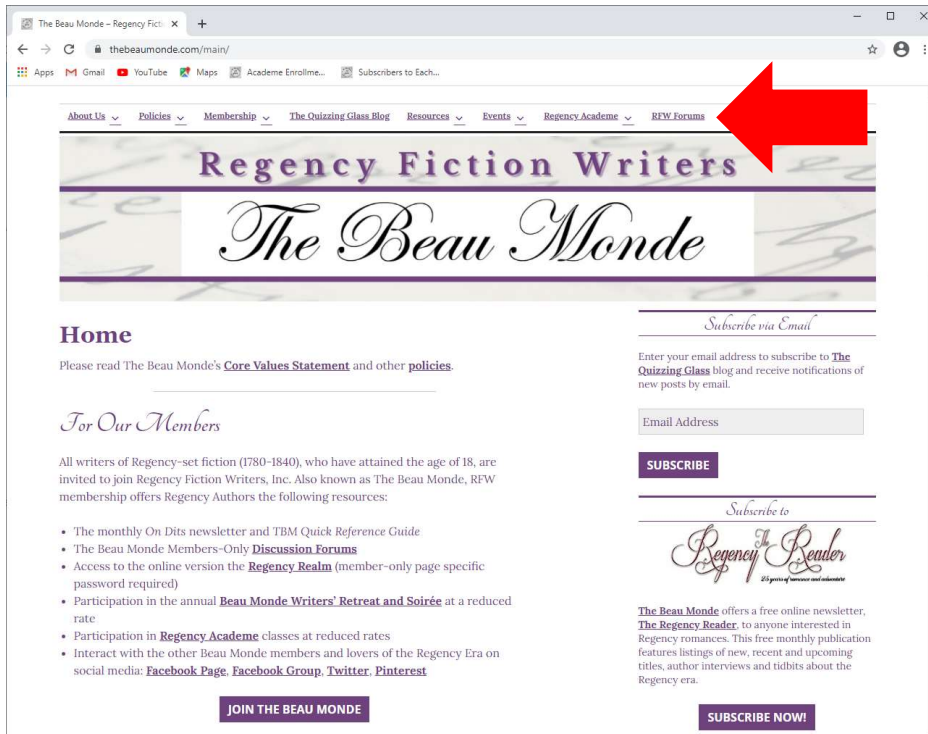 The Beau Monde – Regency Ficti
thebeaumonde.com/main/
Apps Gmail YouTube Maps Academe Enrollme... Subscribers to Each...
About Us Policies Membership The Quizzing Glass Blog Resources Events Regency Academe RFW Forums
Regency Fiction Writers
The Beau Monde
Home
Please read The Beau Monde's Core Values Statement and other policies.
For Our Members
All writers of Regency-set fiction (1780-1840), who have attained the age of 18, are
invited to join Regency Fiction Writers, Inc. Also known as The Beau Monde, RFW
membership offers Regency Authors the following resources:
• The monthly On Dits newsletter and TBM Quick Reference Guide
• The Beau Monde Members-Only Discussion Forums
• Access to the online version the Regency Realm (member-only page specific
password required)
• Participation in the annual Beau Monde Writers' Retreat and Soirée at a reduced
rate
• Participation in Regency Academe classes at reduced rates
• Interact with the other Beau Monde members and lovers of the Regency Era on
social media: Facebook Page, Facebook Group, Twitter, Pinterest
JOIN THE BEAU MONDE
Subscribe via Email
Enter your email address to subscribe to The
Quizzing Glass blog and receive notifications of
new posts by email.
Email Address
SUBSCRIBE
Subscribe to
The Regency Reader
25 years of romance and adventure
The Beau Monde offers a free online newsletter,
The Regency Reader, to anyone interested in
Regency romances. This free monthly publication
features listings of new, recent and upcoming
titles, author interviews and tidbits about the
Regency era.
SUBSCRIBE NOW!